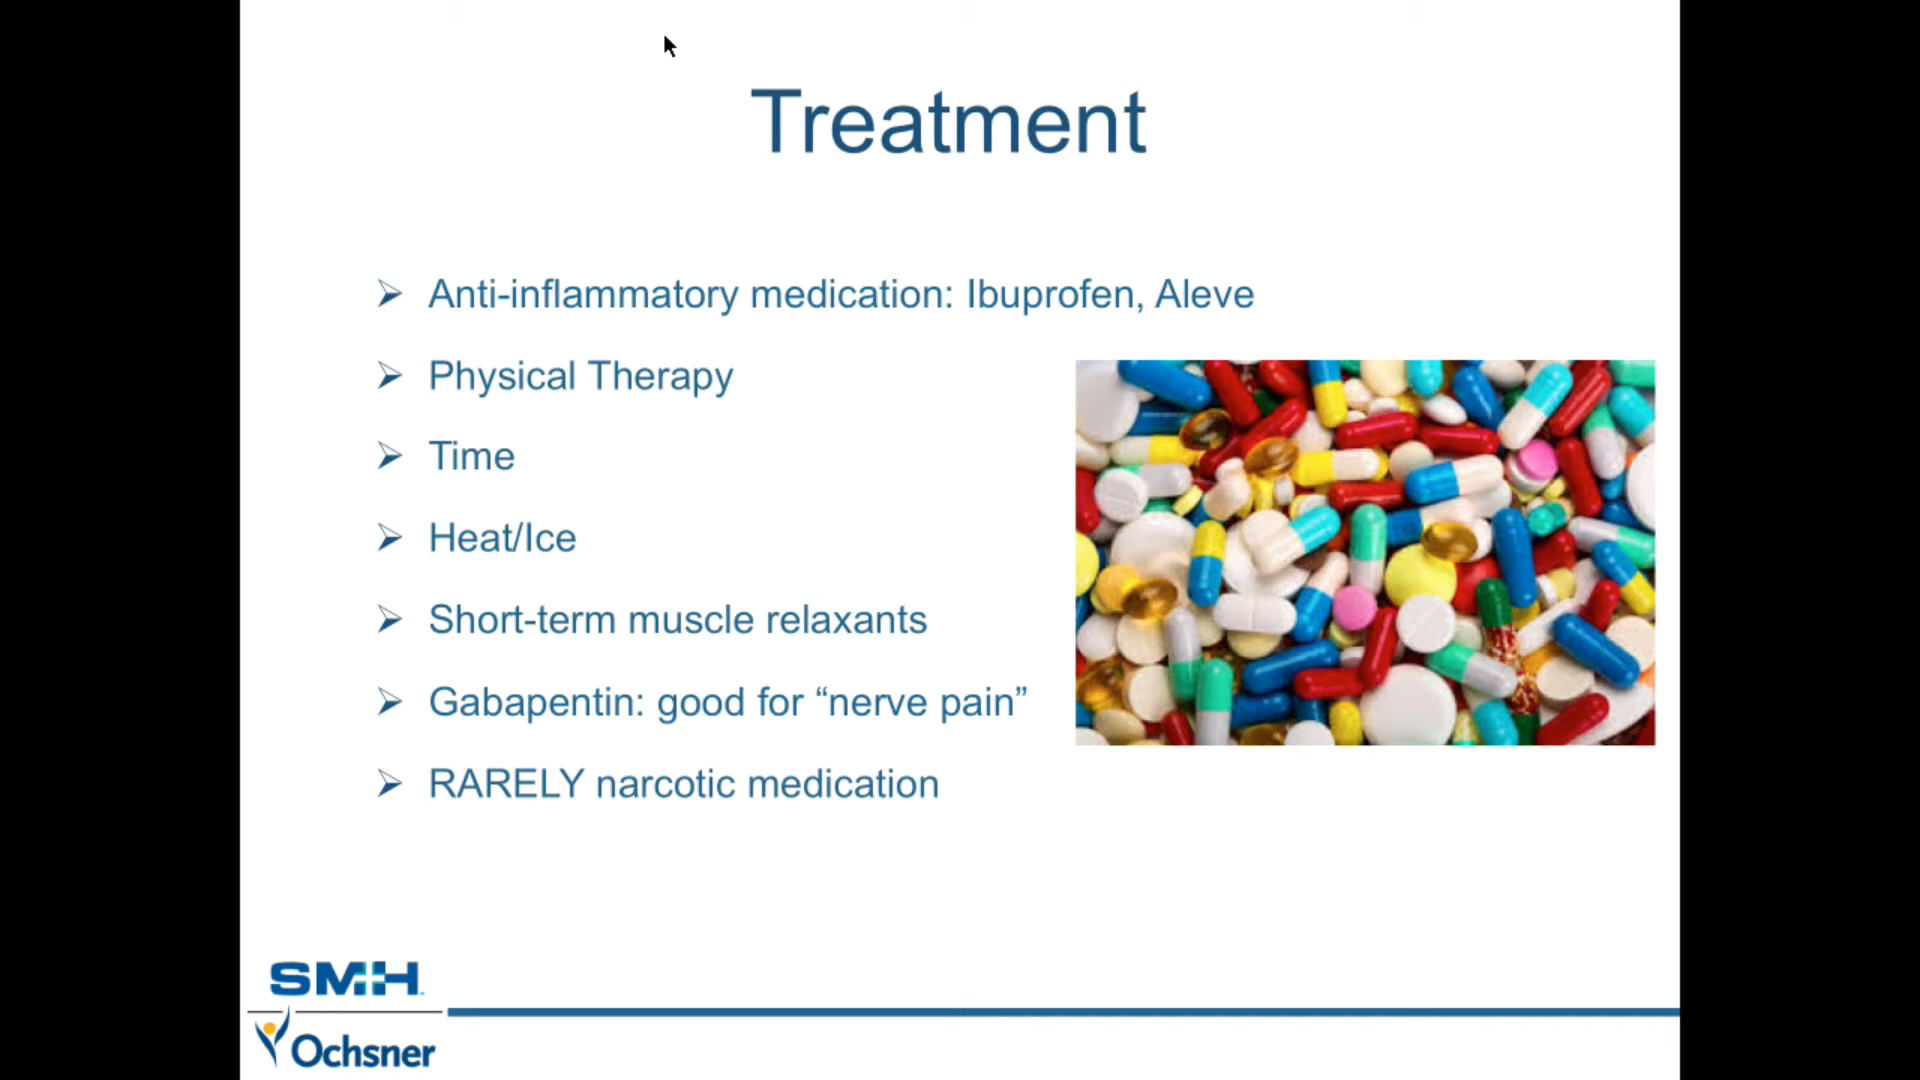 Treatment
➢ Anti-inflammatory medication: Ibuprofen, Aleve
➢ Physical Therapy
➢ Time
➢ Heat/Ice
➢ Short-term muscle relaxants
➢ Gabapentin: good for “nerve pain”
➢ RARELY narcotic medication
SMH
Ochsner